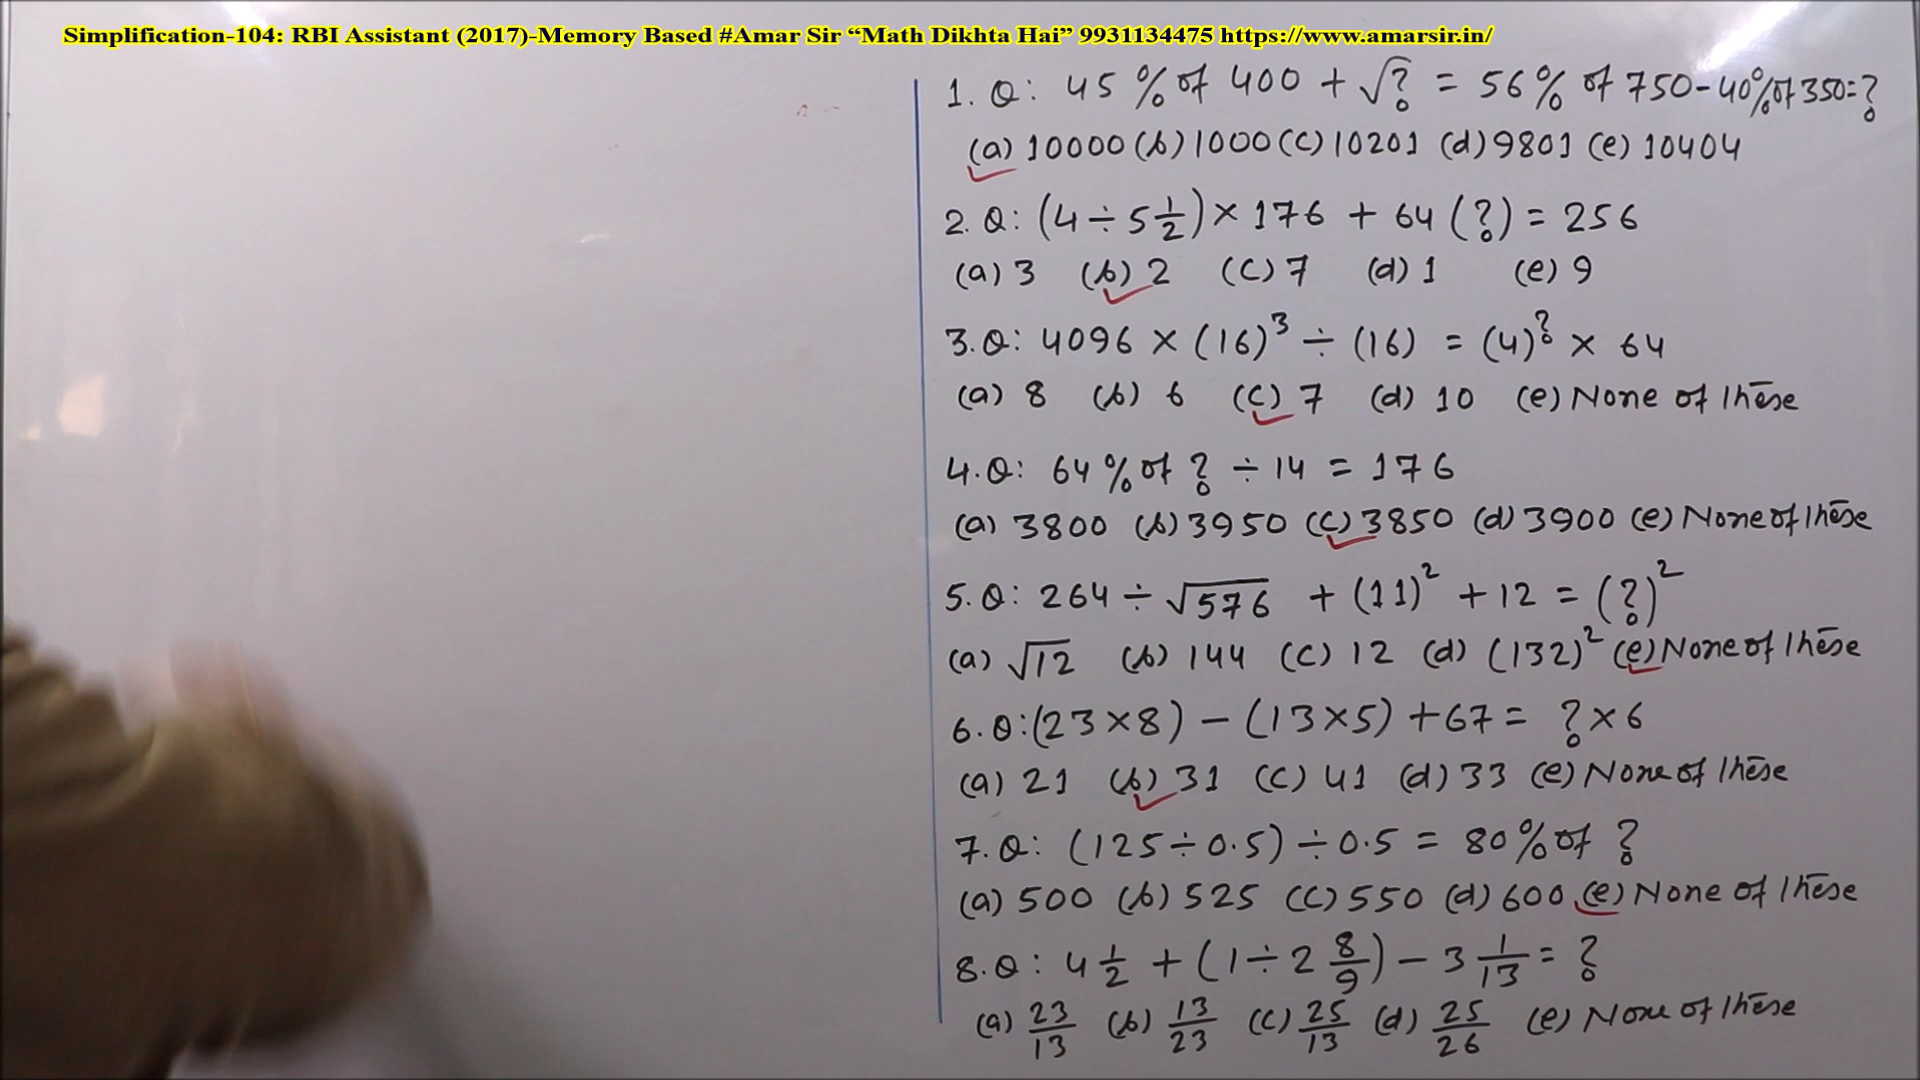 Simplification-104: RBI Assistant (2017)-Memory Based #Amar Sir “Math Dikhta Hai” 9931134475 https://www.amarsir.in/
1. Q: 45 % of 400 + √? = 56% of 750-40% of 350=?
(a) 10000 (b) 1000 (c) 10201 (d) 9801 (e) 10404
2. Q: (4 ÷ 5 1/2) × 176 + 64 (?) = 256
(a) 3 (b) 2 (c) 7 (d) 1 (e) 9
3. Q: 4096 × (16)³ ÷ (16) = (4)^? × 64
(a) 8 (b) 6 (c) 7 (d) 10 (e) None of these
4. Q: 64 % of ? ÷ 14 = 176
(a) 3800 (b) 3950 (c) 3850 (d) 3900 (e) None of these
5. Q: 264 ÷ √576 + (11)² + 12 = (?)²
(a) √12 (b) 144 (c) 12 (d) (132)² (e) None of these
6. Q: (23×8) - (13×5) + 67 = ? × 6
(a) 21 (b) 31 (c) 41 (d) 33 (e) None of these
7. Q: (125 ÷ 0.5) ÷ 0.5 = 80% of ?
(a) 500 (b) 525 (c) 550 (d) 600 (e) None of these
8. Q: 4 1/2 + (1 ÷ 2 8/9) - 3 1/13 = ?
(a) 23/13 (b) 13/23 (c) 25/13 (d) 25/26 (e) None of these